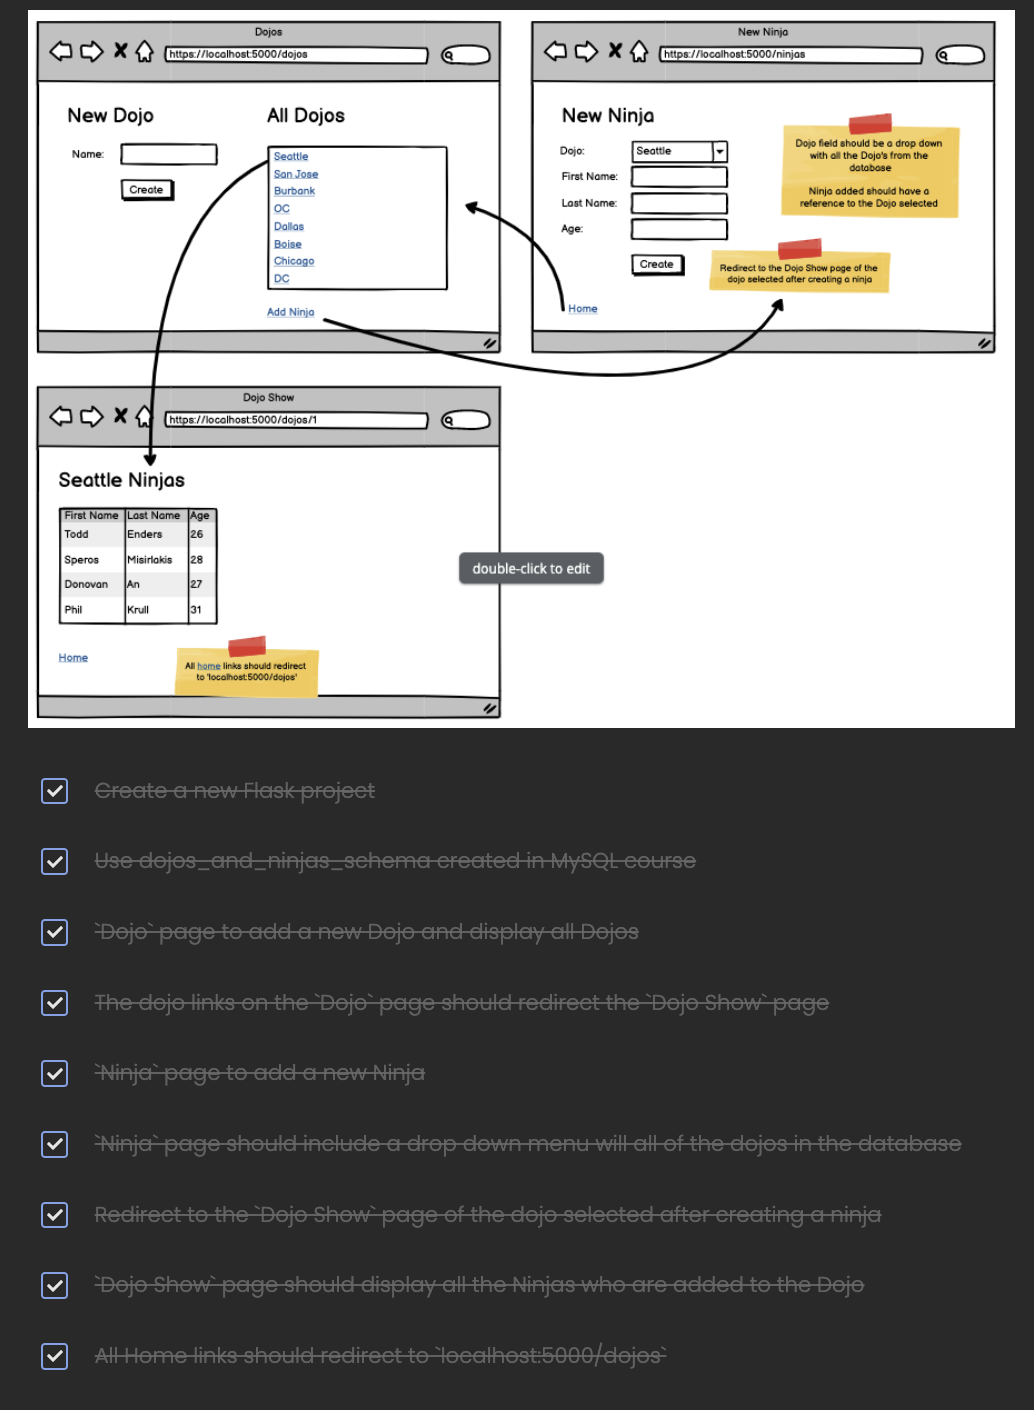 Dojos
https://localhost:5000/dojos
New Dojo
Name:
Create
All Dojos
Seattle
San Jose
Burbank
OC
Dallas
Boise
Chicago
DC
Add Ninja
New Ninja
https://localhost:5000/ninjas
New Ninja
Dojo:
Seattle
First Name:
Last Name:
Age:
Create
Home
Dojo field should be a drop down
with all the Dojo's from the
database
Ninja added should have a
reference to the Dojo selected
Redirect to the Dojo Show page of the
dojo selected after creating a ninja
Dojo Show
https://localhost:5000/dojos/1
Seattle Ninjas
First Name Last Name Age
Todd Enders 26
Speros Misirlakis 28
Donovan An 27
Phil Krull 31
Home
All home links should redirect
to 'localhost:5000/dojos'
double-click to edit
Create a new Flask project
Use dojos_and_ninjas_schema created in MySQL course
`Dojo` page to add a new Dojo and display all Dojos
The dojo links on the `Dojo` page should redirect the `Dojo Show` page
`Ninja` page to add a new Ninja
`Ninja` page should include a drop down menu will all of the dojos in the database
Redirect to the `Dojo Show` page of the dojo selected after creating a ninja
`Dojo Show` page should display all the Ninjas who are added to the Dojo
All Home links should redirect to `localhost:5000/dojos`